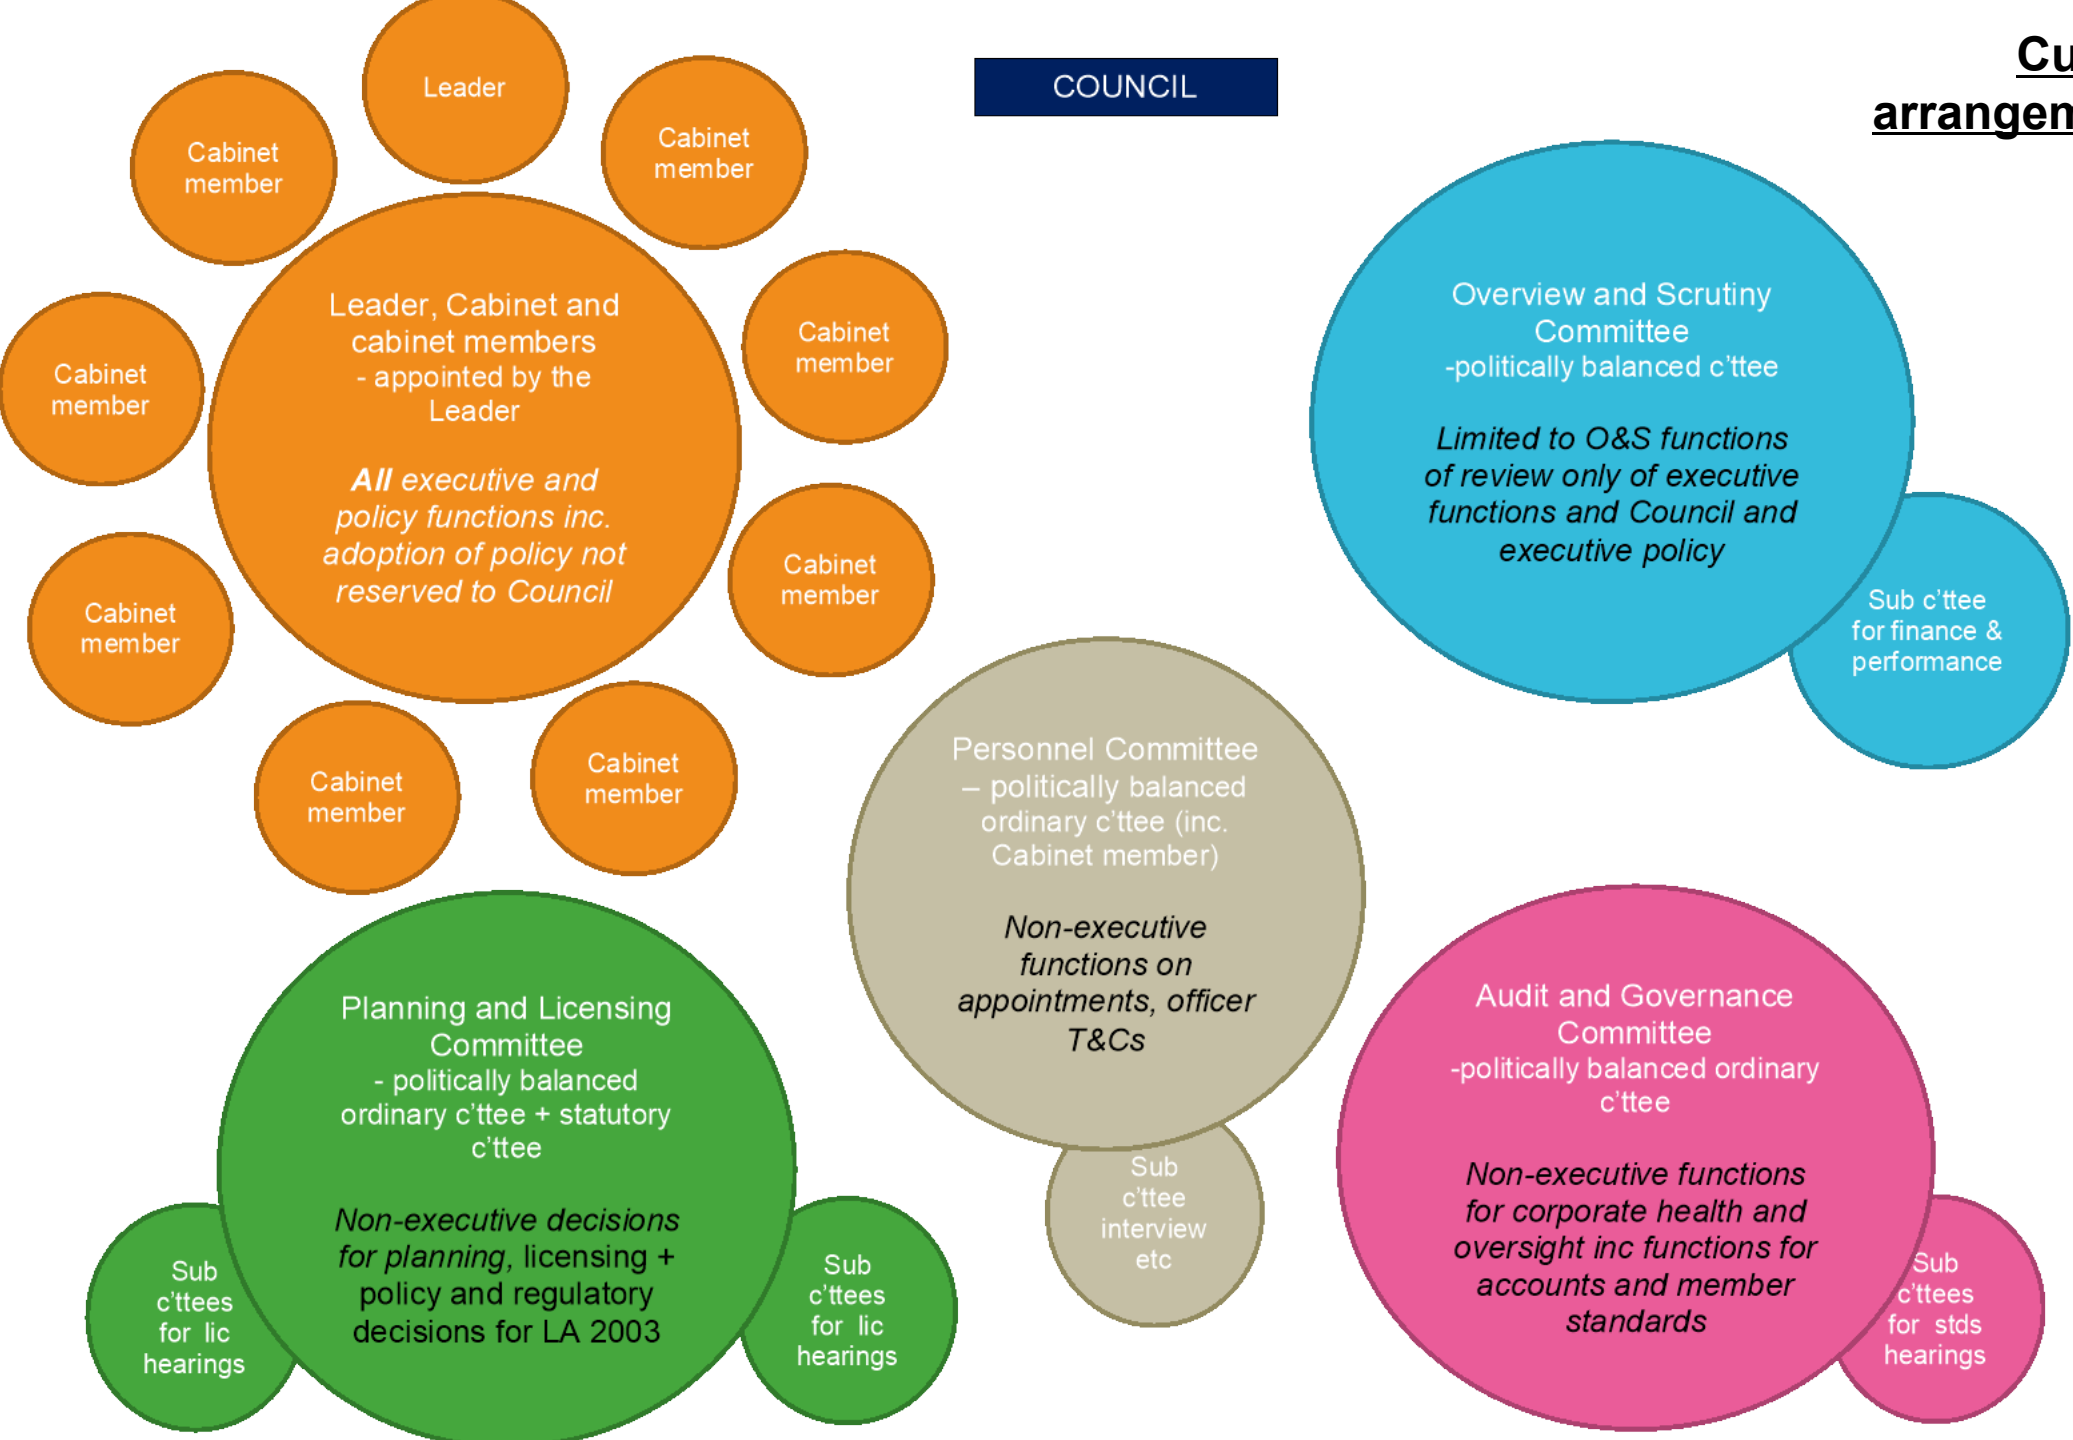 Leader
COUNCIL
Cu
arrangem
Cabinet
member
Cabinet
member
Cabinet
member
Cabinet
member
Cabinet
member
Cabinet
member
Cabinet
member
Cabinet
member
Leader, Cabinet and
cabinet members
- appointed by the
Leader
All executive and
policy functions inc.
adoption of policy not
reserved to Council
Overview and Scrutiny
Committee
-politically balanced c'ttee
Limited to O&S functions
of review only of executive
functions and Council and
executive policy
Sub c'ttee
for finance &
performance
Personnel Committee
– politically balanced
ordinary c'ttee (inc.
Cabinet member)
Non-executive
functions on
appointments, officer
T&Cs
Sub
c'ttee
interview
etc
Planning and Licensing
Committee
- politically balanced
ordinary c'ttee + statutory
c'ttee
Non-executive decisions
for planning, licensing +
policy and regulatory
decisions for LA 2003
Sub
c'ttees
for lic
hearings
Sub
c'ttees
for lic
hearings
Audit and Governance
Committee
-politically balanced ordinary
c'ttee
Non-executive functions
for corporate health and
oversight inc functions for
accounts and member
standards
Sub
c'ttees
for stds
hearings